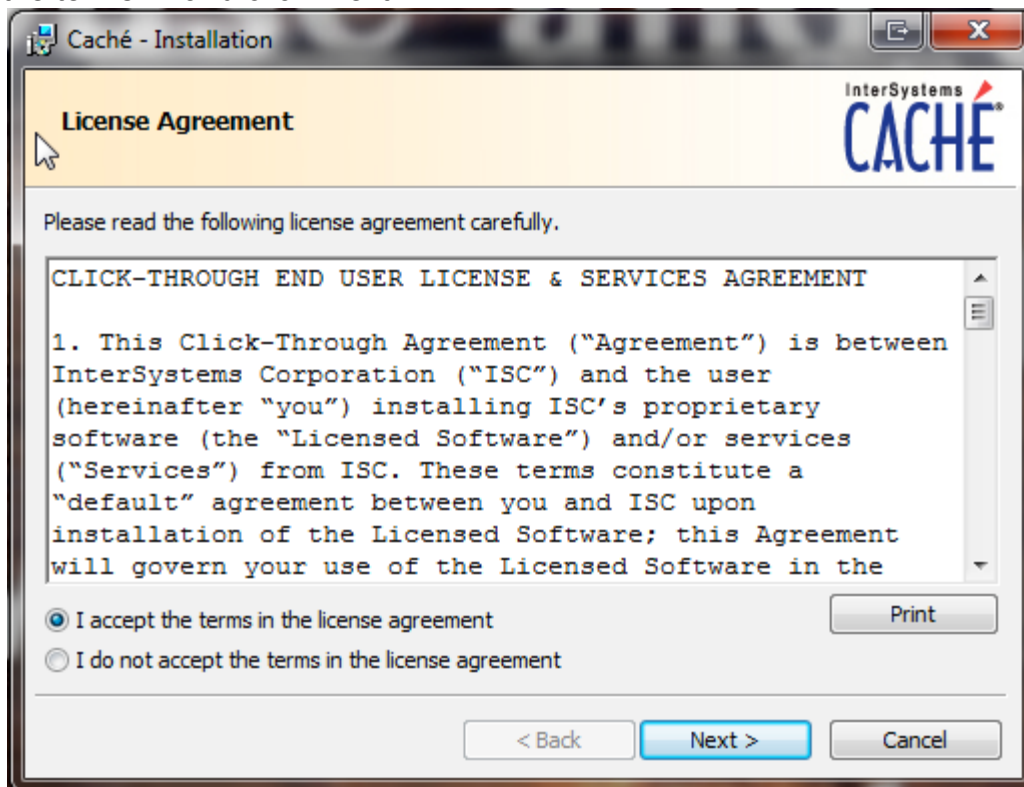 Caché - Installation
License Agreement
InterSystems
CACHÉ®
Please read the following license agreement carefully.
CLICK-THROUGH END USER LICENSE & SERVICES AGREEMENT
1. This Click-Through Agreement (“Agreement”) is between
InterSystems Corporation (“ISC”) and the user
(hereinafter “you”) installing ISC’s proprietary
software (the “Licensed Software”) and/or services
(“Services”) from ISC. These terms constitute a
“default” agreement between you and ISC upon
installation of the Licensed Software; this Agreement
will govern your use of the Licensed Software in the
I accept the terms in the license agreement
Print
I do not accept the terms in the license agreement
< Back
Next >
Cancel